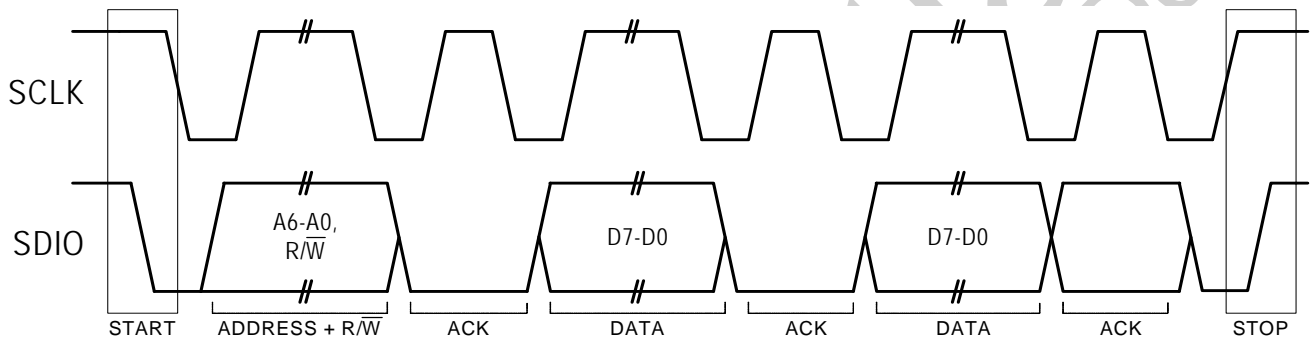 SCLK
SDIO
A6-A0,
R/W̅
D7-D0
D7-D0
START
ADDRESS + R/W̅
ACK
DATA
ACK
DATA
ACK
STOP